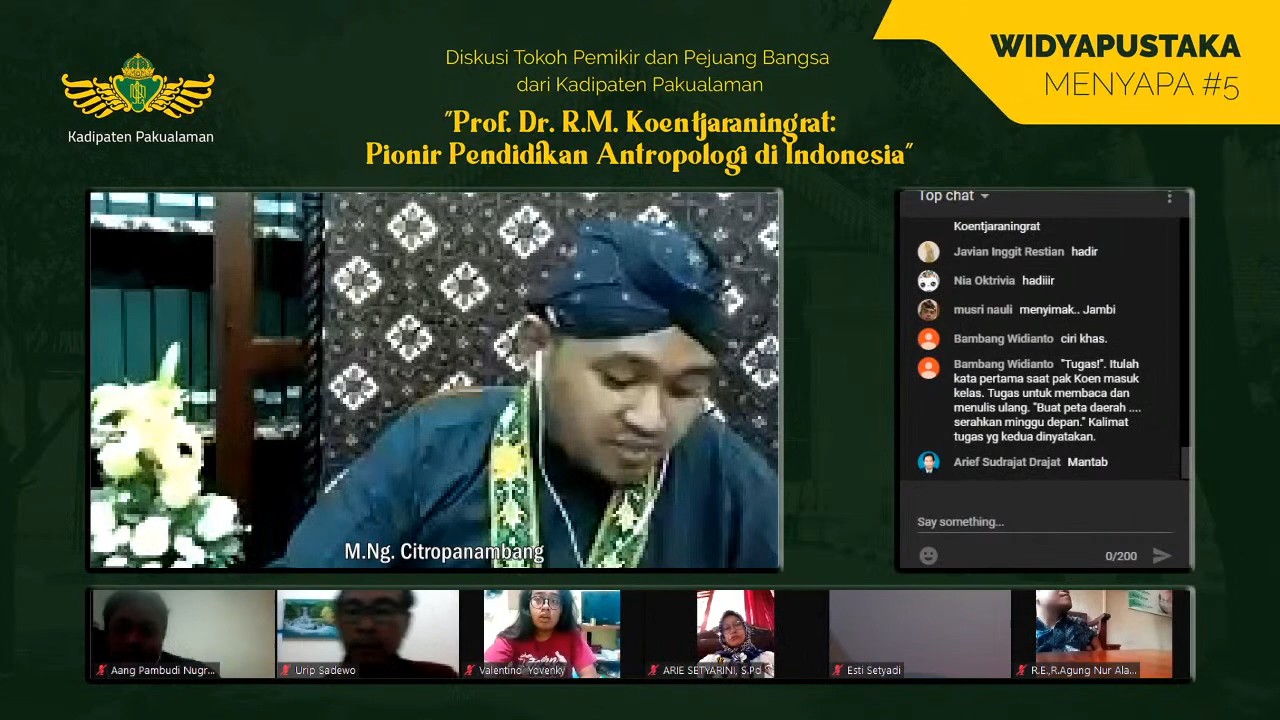 WIDYAPUSTAKA
MENYAPA #5
Diskusi Tokoh Pemikir dan Pejuang Bangsa
dari Kadipaten Pakualaman
"Prof. Dr. R.M. Koentjaraningrat:
Pionir Pendidikan Antropologi di Indonesia"
Kadipaten Pakualaman
M.Ng. Citropanambang
Top chat
Koentjaraningrat
Javian Inggit Restian hadir
Nia Oktrivia hadiiir
musri nauli menyimak.. Jambi
Bambang Widianto ciri khas.
Bambang Widianto "Tugas!". Itulah
kata pertama saat pak Koen masuk
kelas. Tugas untuk membaca dan
menulis ulang. "Buat peta daerah ....
serahkan minggu depan." Kalimat
tugas yg kedua dinyatakan.
Arief Sudrajat Drajat Mantab
Say something...
0/200
Aang Pambudi Nugr...
Urip Sadewo
Valentino Yovenky
ARIE SETYARINI, S.Pd
Esti Setyadi
R.E.,R.Agung Nur Ala...